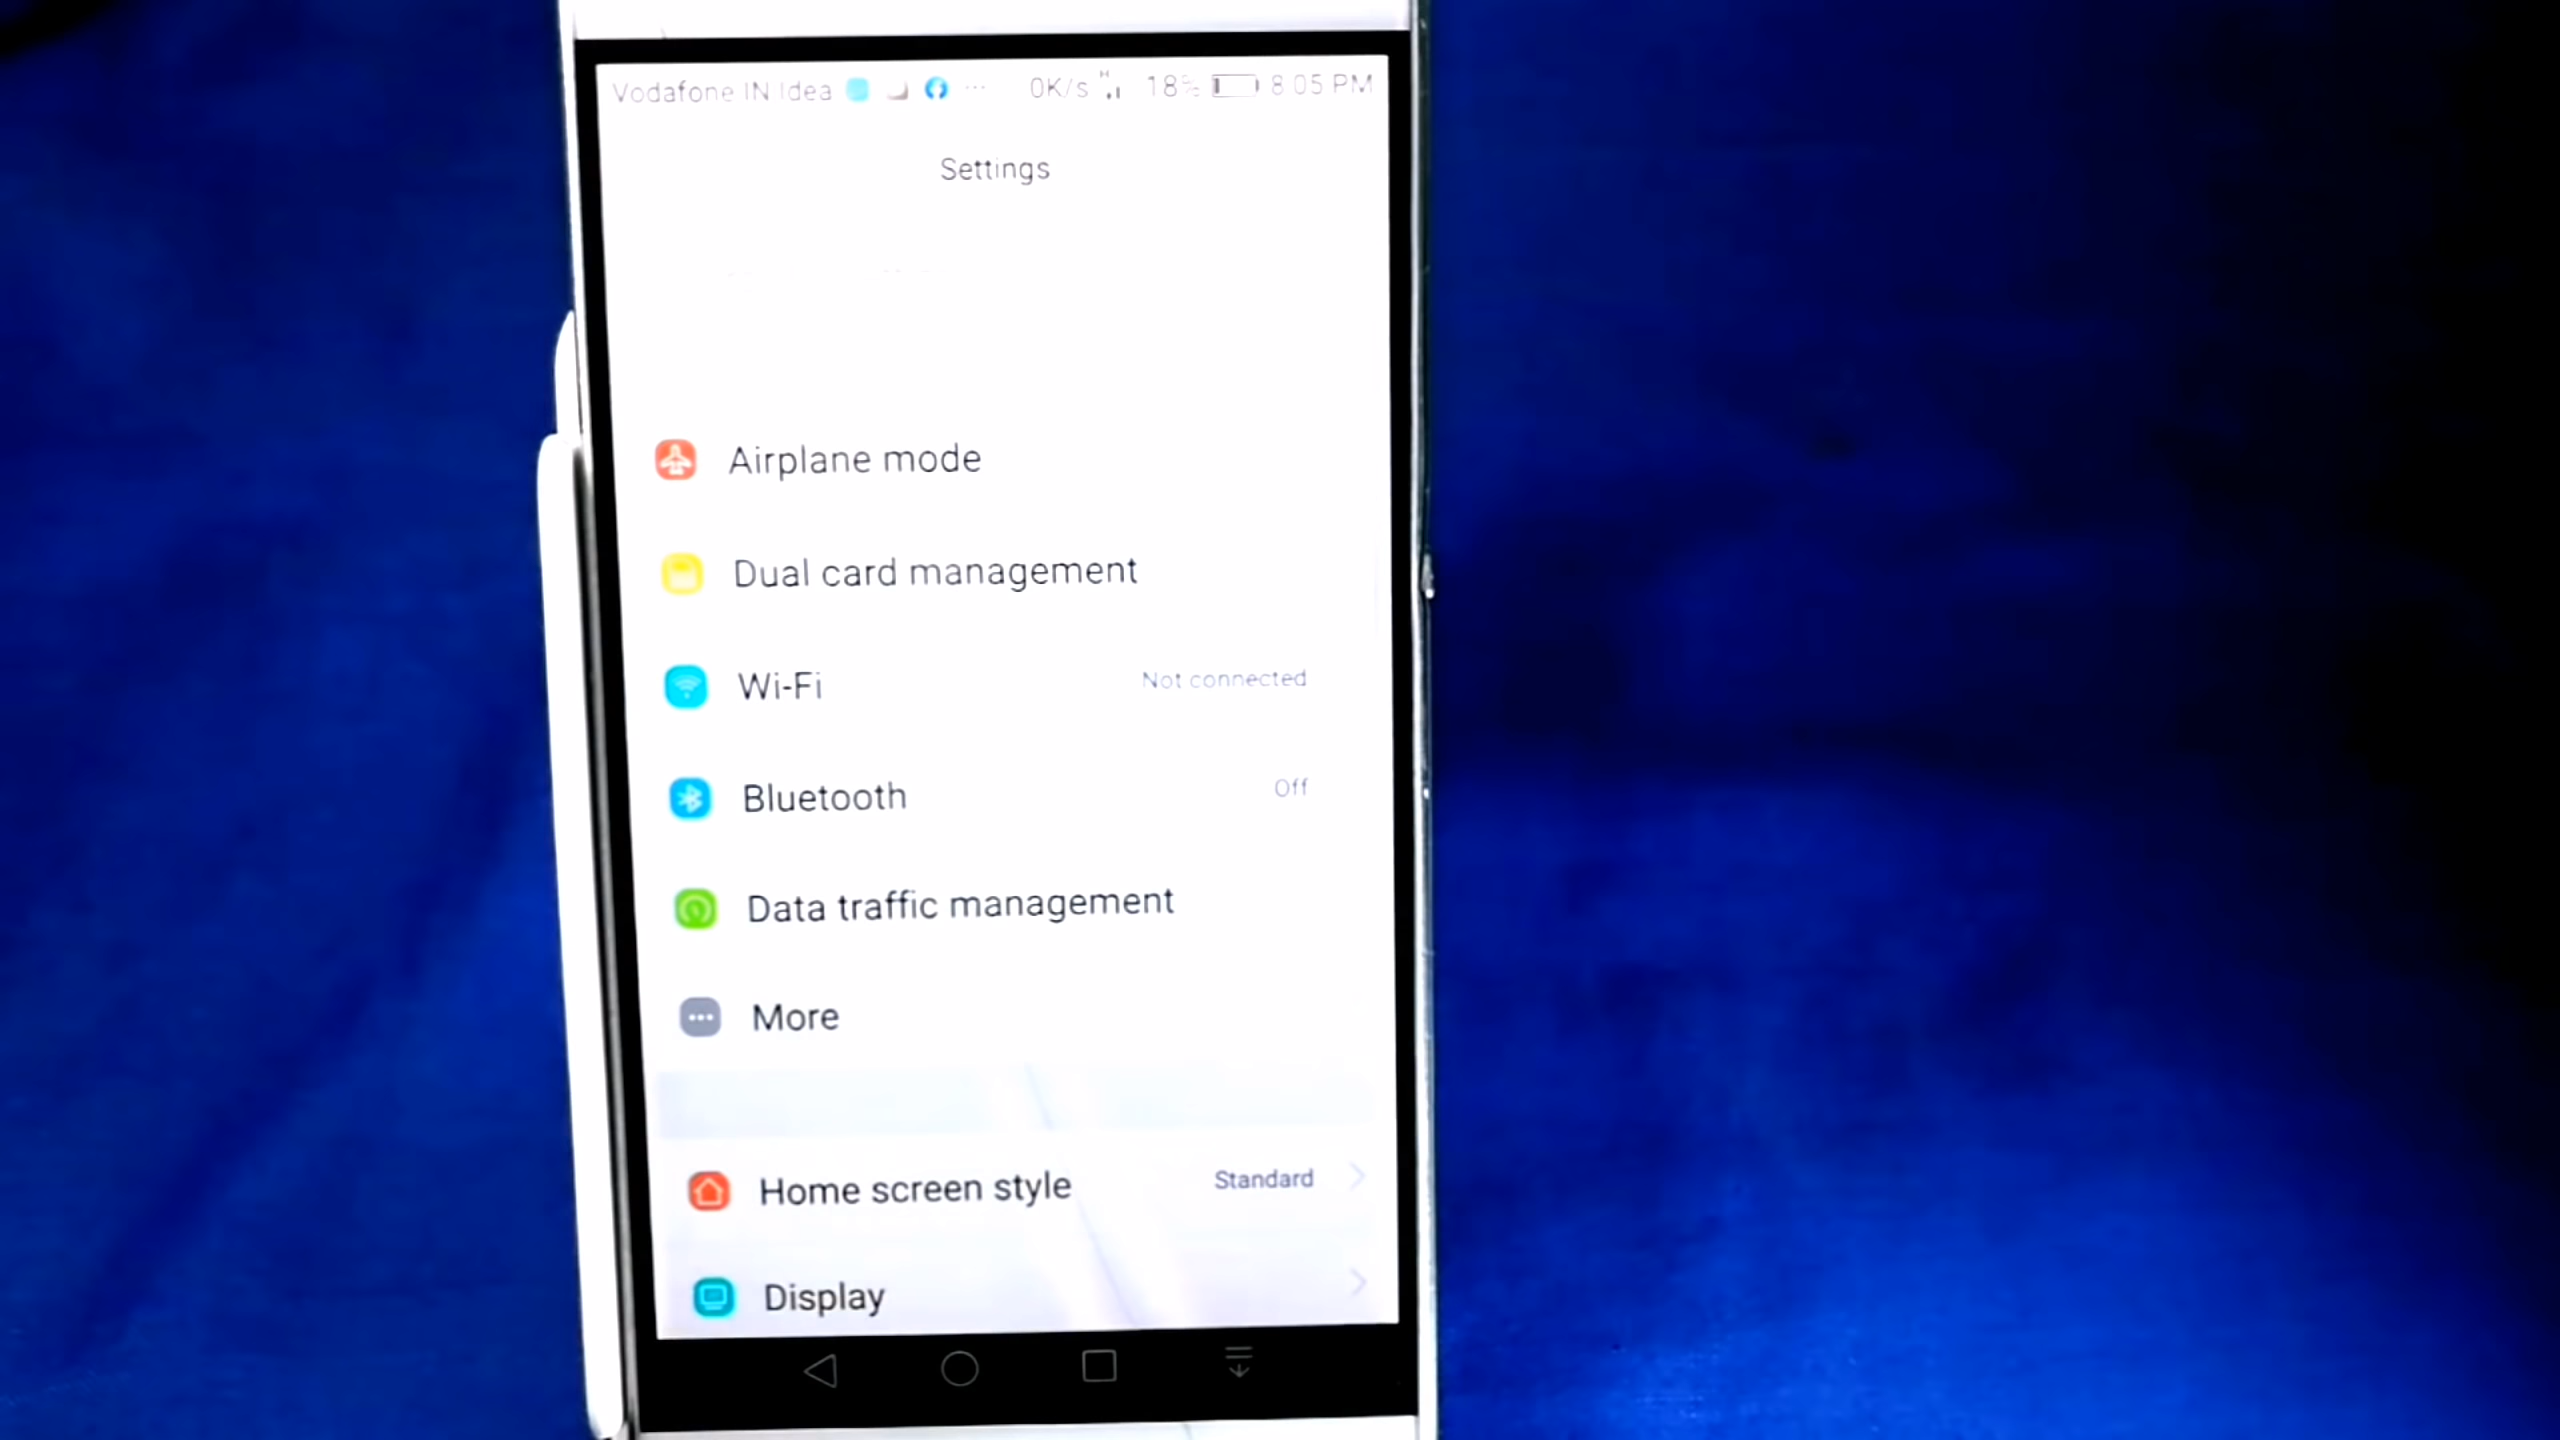 Vodafone IN Idea ... 0K/s H 18% 8:05 PM
Settings
Airplane mode
Dual card management
Wi-Fi Not connected
Bluetooth Off
Data traffic management
More
Home screen style Standard
Display